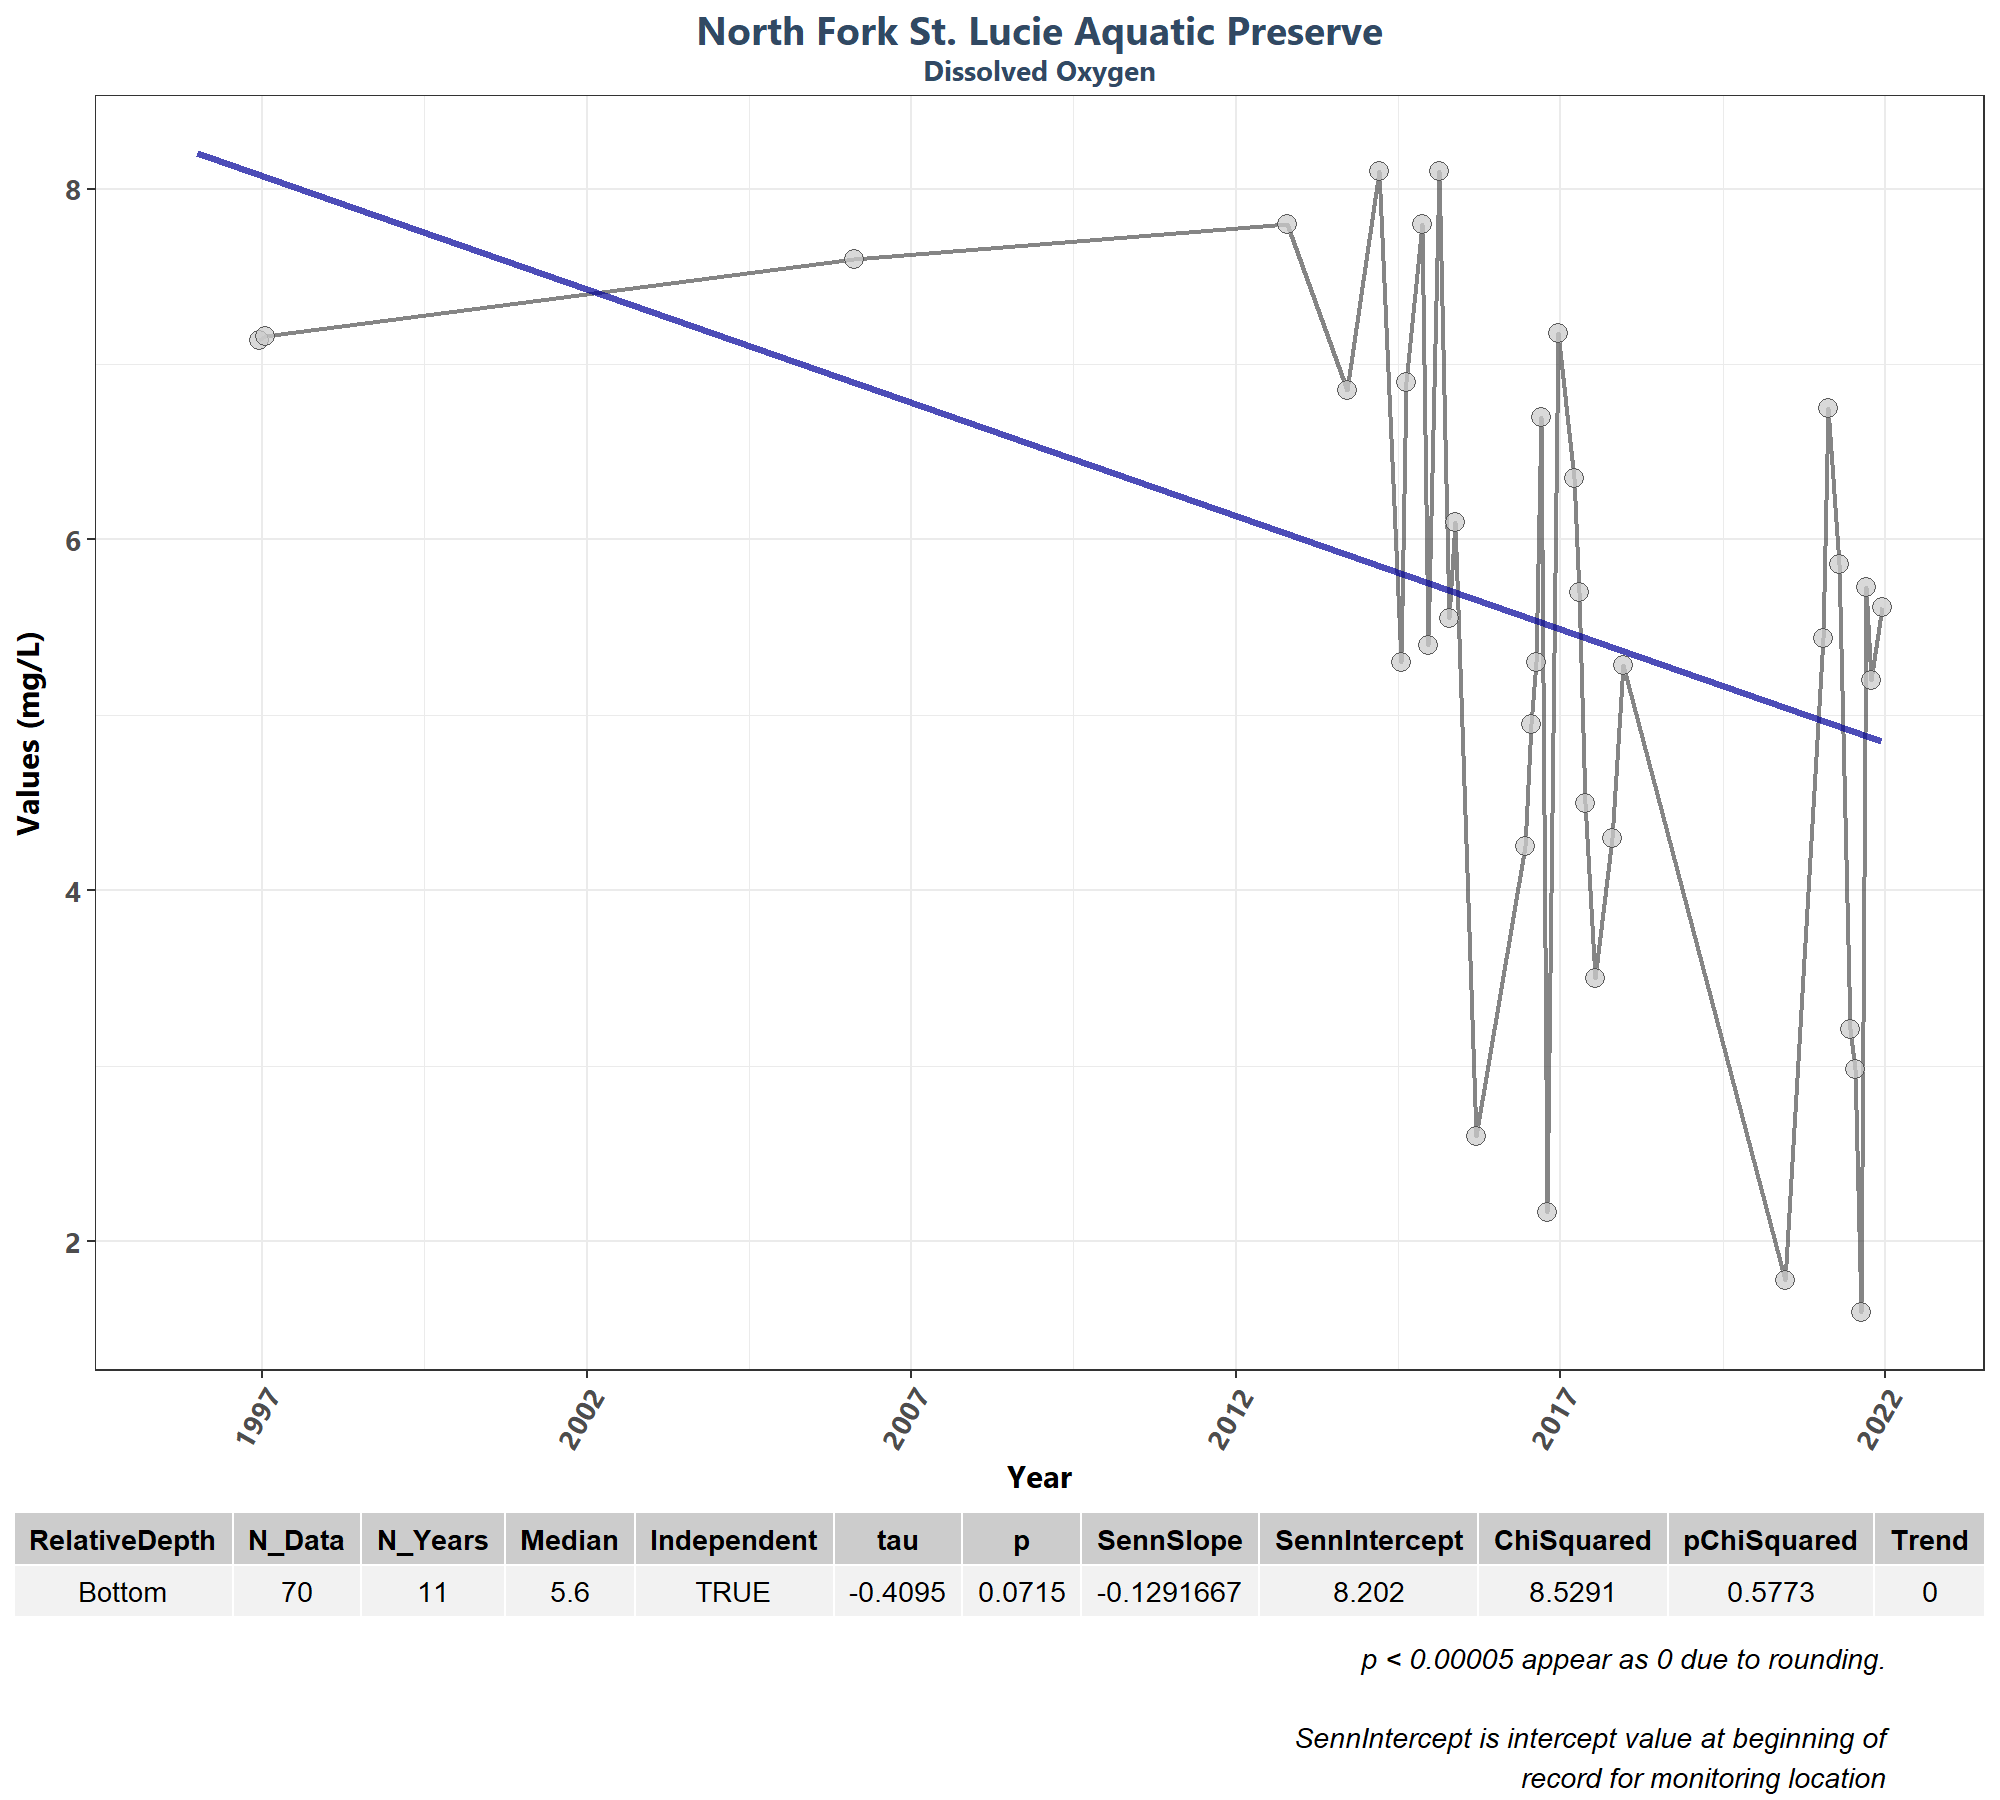 North Fork St. Lucie Aquatic Preserve
Dissolved Oxygen
8
6
4
2
Values (mg/L)
1997 2002 2007 2012 2017 2022
Year
RelativeDepth N_Data N_Years Median Independent tau p SennSlope SennIntercept ChiSquared pChiSquared Trend
Bottom 70 11 5.6 TRUE -0.4095 0.0715 -0.1291667 8.202 8.5291 0.5773 0
p < 0.00005 appear as 0 due to rounding.
SennIntercept is intercept value at beginning of
record for monitoring location